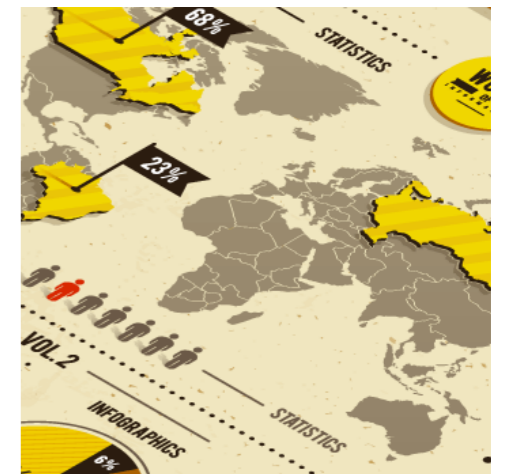 68%
STATISTICS
23%
VOL.2
INFOGRAPHICS
STATISTICS
6%